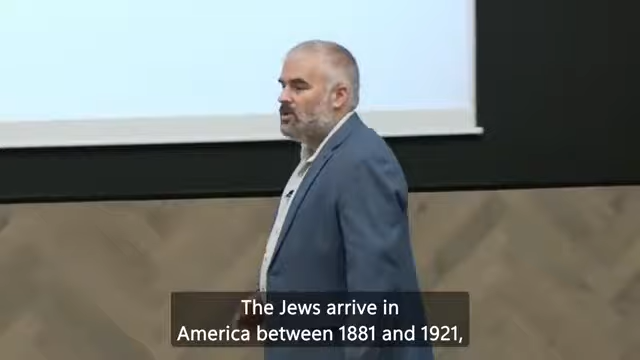 The Jews arrive in
America between 1881 and 1921,